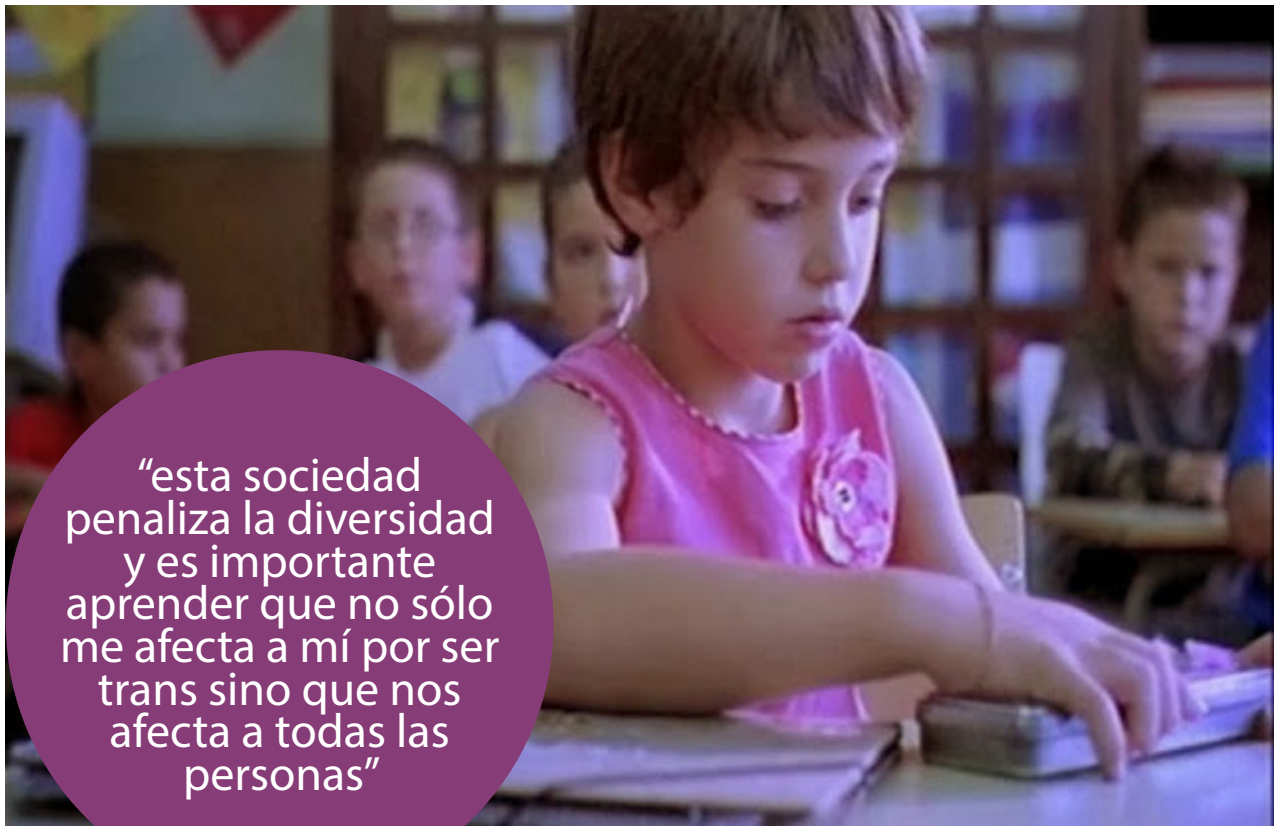 “esta sociedad
penaliza la diversidad
y es importante
aprender que no sólo
me afecta a mí por ser
trans sino que nos
afecta a todas las
personas”